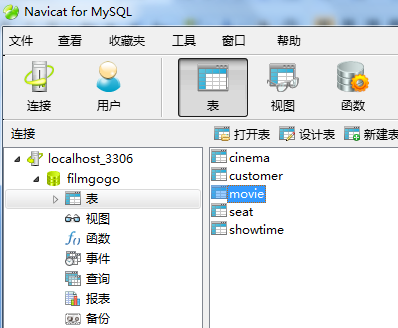 Navicat for MySQL
文件 查看 收藏夹 工具 窗口 帮助
连接 用户 表 视图 函数
连接 打开表 设计表 新建表
localhost_3306
filmgogo
表
视图
函数
事件
查询
报表
备份
cinema
customer
movie
seat
showtime